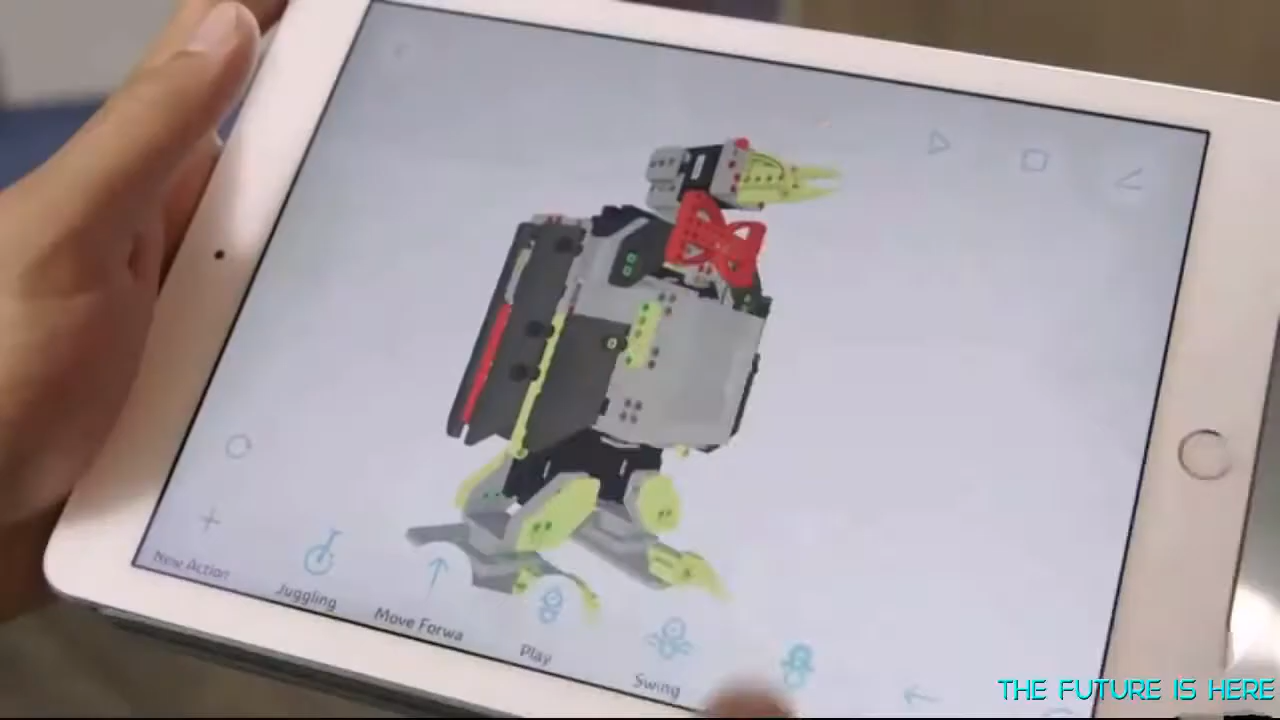 New Action
Juggling
Move Forwa
Play
Swing
THE FUTURE IS HERE